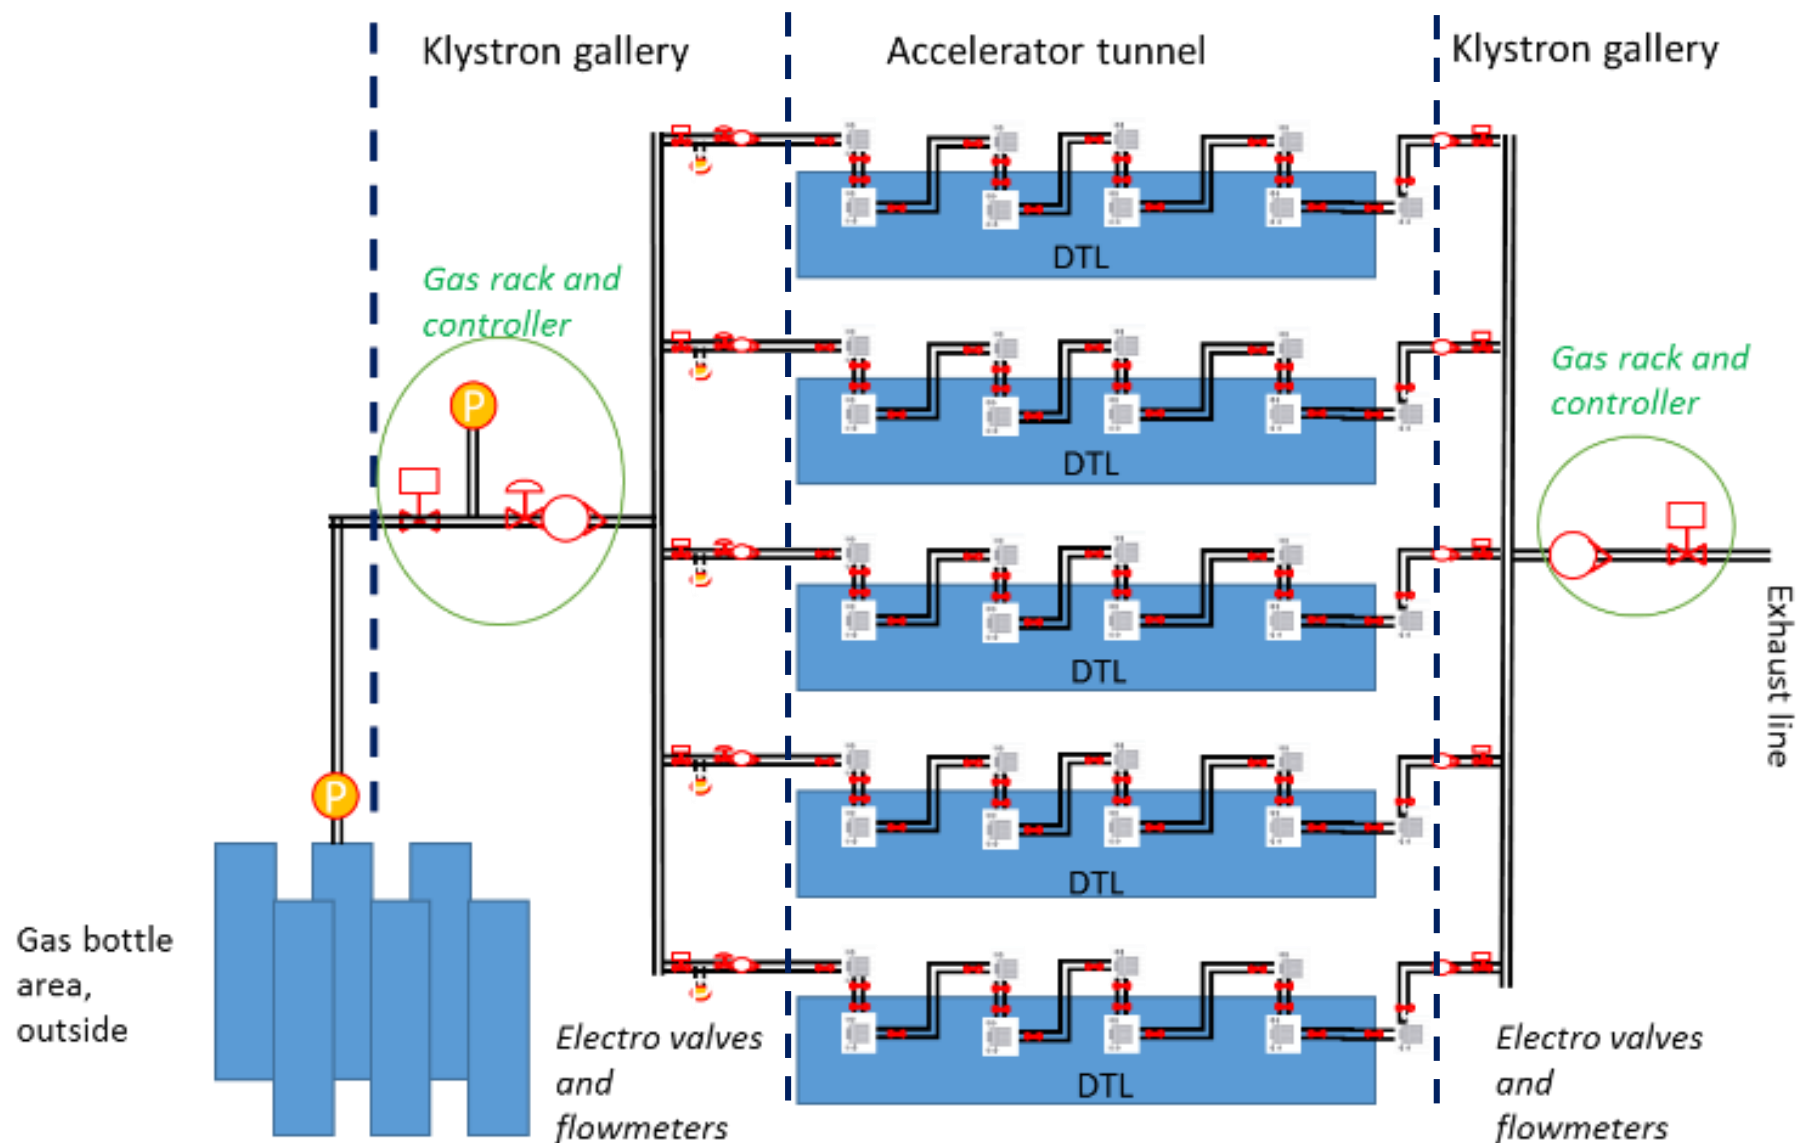 Klystron gallery
Accelerator tunnel
Klystron gallery
Gas rack and
controller
P
P
Gas bottle
area,
outside
Electro valves
and
flowmeters
DTL
DTL
DTL
DTL
DTL
Gas rack and
controller
Exhaust line
Electro valves
and
flowmeters